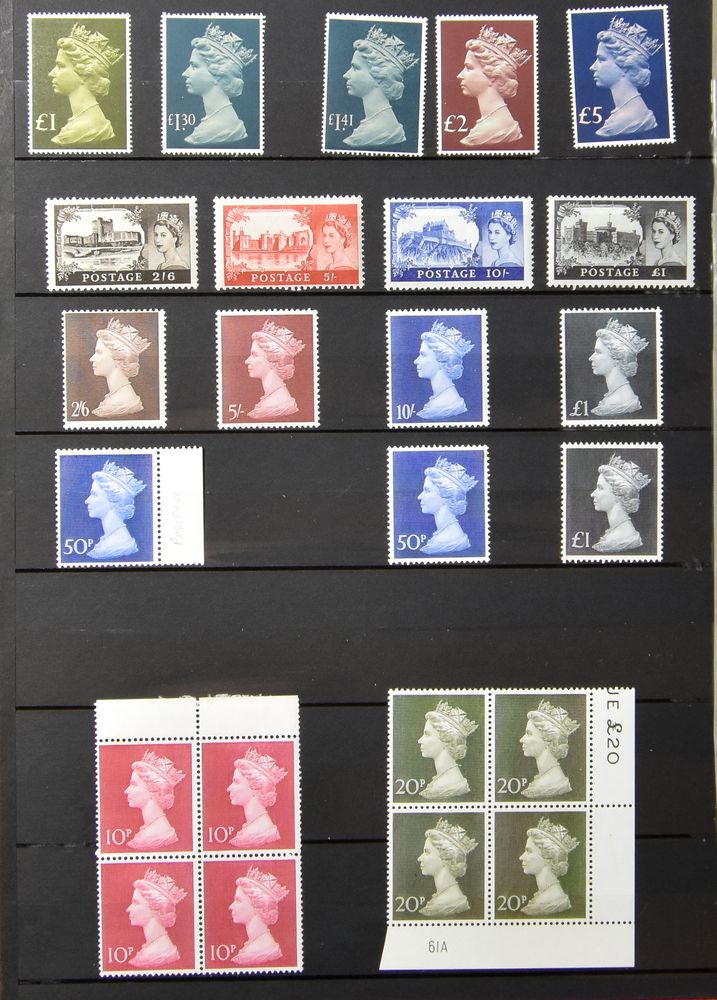 £1
£1.30
£1.41
£2
£5
POSTAGE 2/6
POSTAGE 5/-
POSTAGE 10/-
POSTAGE £1
2/6
5/-
10/-
£1
50P
50P
£1
10P 10P
10P 10P
20P 20P
20P 20P
UE £20
61A